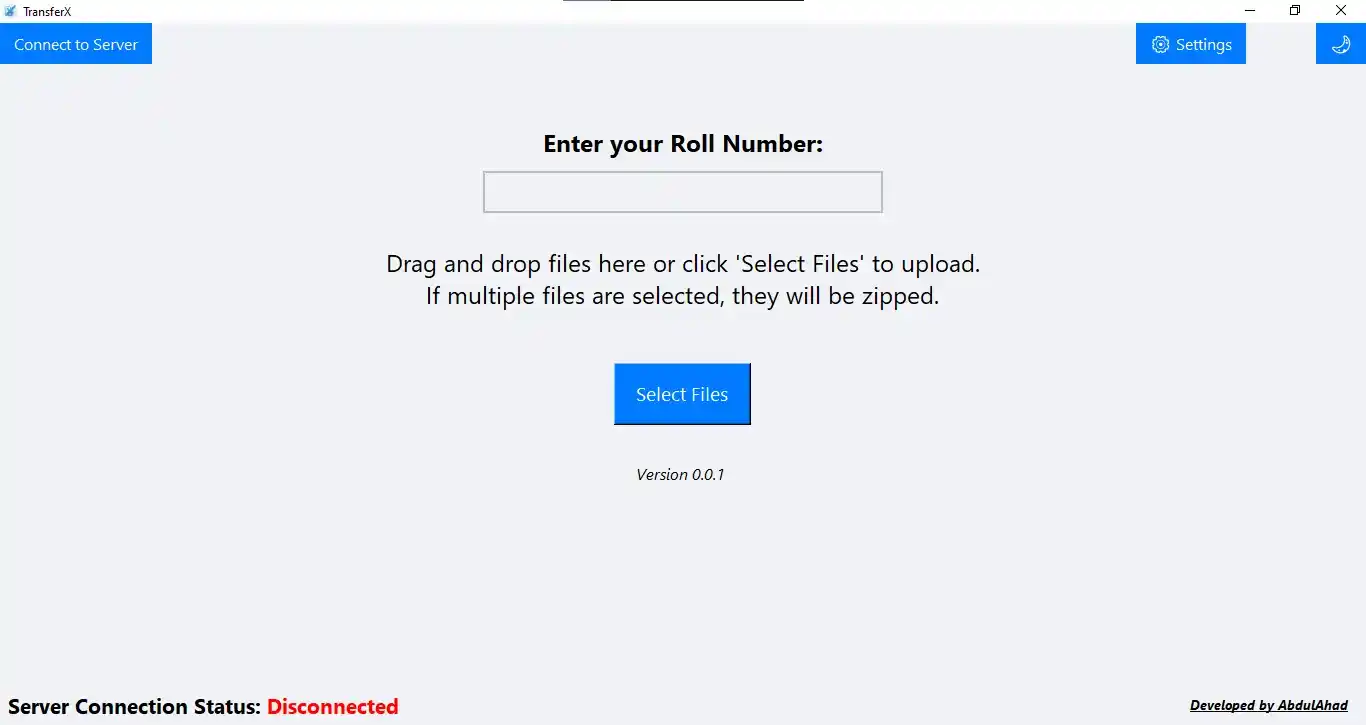 TransferX
Connect to Server
Settings
Enter your Roll Number:
Drag and drop files here or click 'Select Files' to upload.
If multiple files are selected, they will be zipped.
Select Files
Version 0.0.1
Server Connection Status: Disconnected
Developed by AbdulAhad